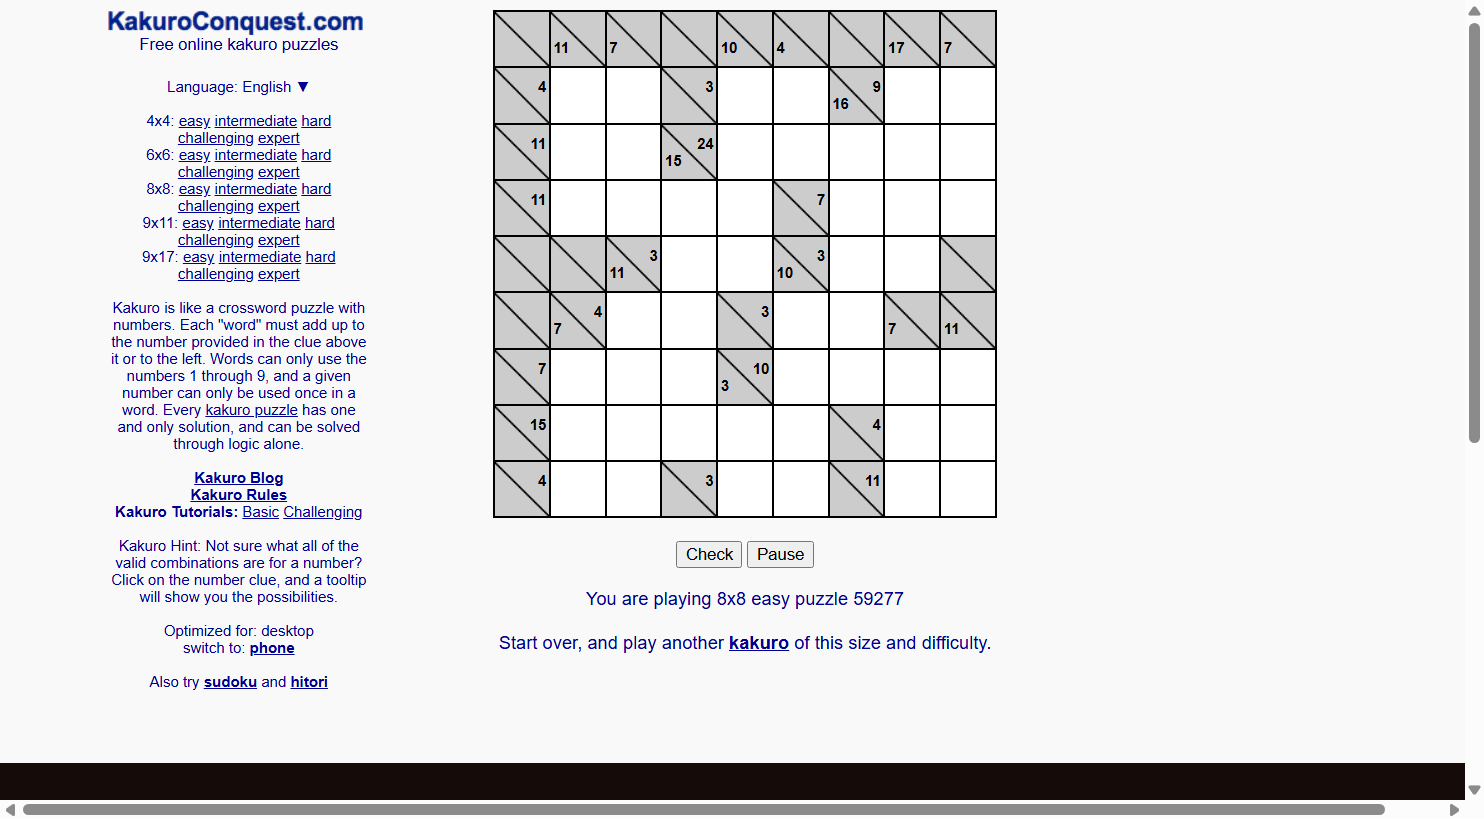 KakuroConquest.com
Free online kakuro puzzles
Language: English ▼
4x4: easy intermediate hard
challenging expert
6x6: easy intermediate hard
challenging expert
8x8: easy intermediate hard
challenging expert
9x11: easy intermediate hard
challenging expert
9x17: easy intermediate hard
challenging expert
Kakuro is like a crossword puzzle with
numbers. Each "word" must add up to
the number provided in the clue above
it or to the left. Words can only use the
numbers 1 through 9, and a given
number can only be used once in a
word. Every kakuro puzzle has one
and only solution, and can be solved
through logic alone.
Kakuro Blog
Kakuro Rules
Kakuro Tutorials: Basic Challenging
Kakuro Hint: Not sure what all of the
valid combinations are for a number?
Click on the number clue, and a tooltip
will show you the possibilities.
Optimized for: desktop
switch to: phone
Also try sudoku and hitori
11 7 10 4 17 7
4 3 16 9
11 15 24
11 7
11 3 10 3
7 4 3 7 11
7 3 10
15 4
4 3 11
Check Pause
You are playing 8x8 easy puzzle 59277
Start over, and play another kakuro of this size and difficulty.